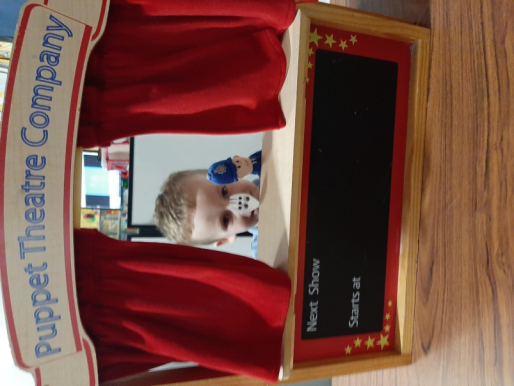 Puppet Theatre Company
Next Show
Starts at